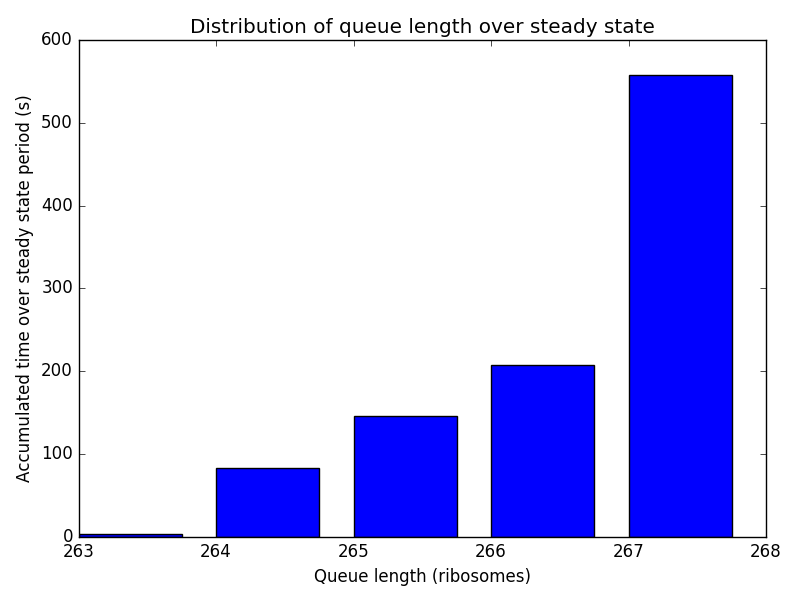 Distribution of queue length over steady state
600
500
400
300
200
100
0
Accumulated time over steady state period (s)
263 264 265 266 267 268
Queue length (ribosomes)